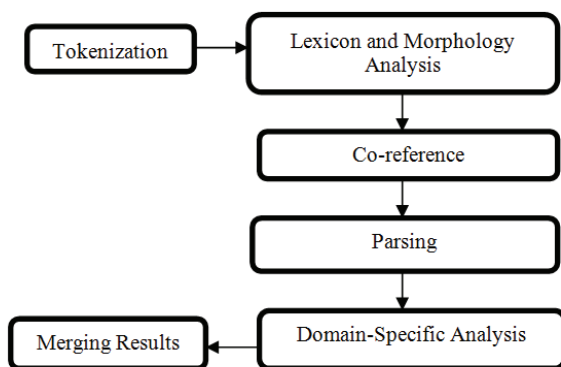 Tokenization
Lexicon and Morphology
Analysis
Co-reference
Parsing
Domain-Specific Analysis
Merging Results